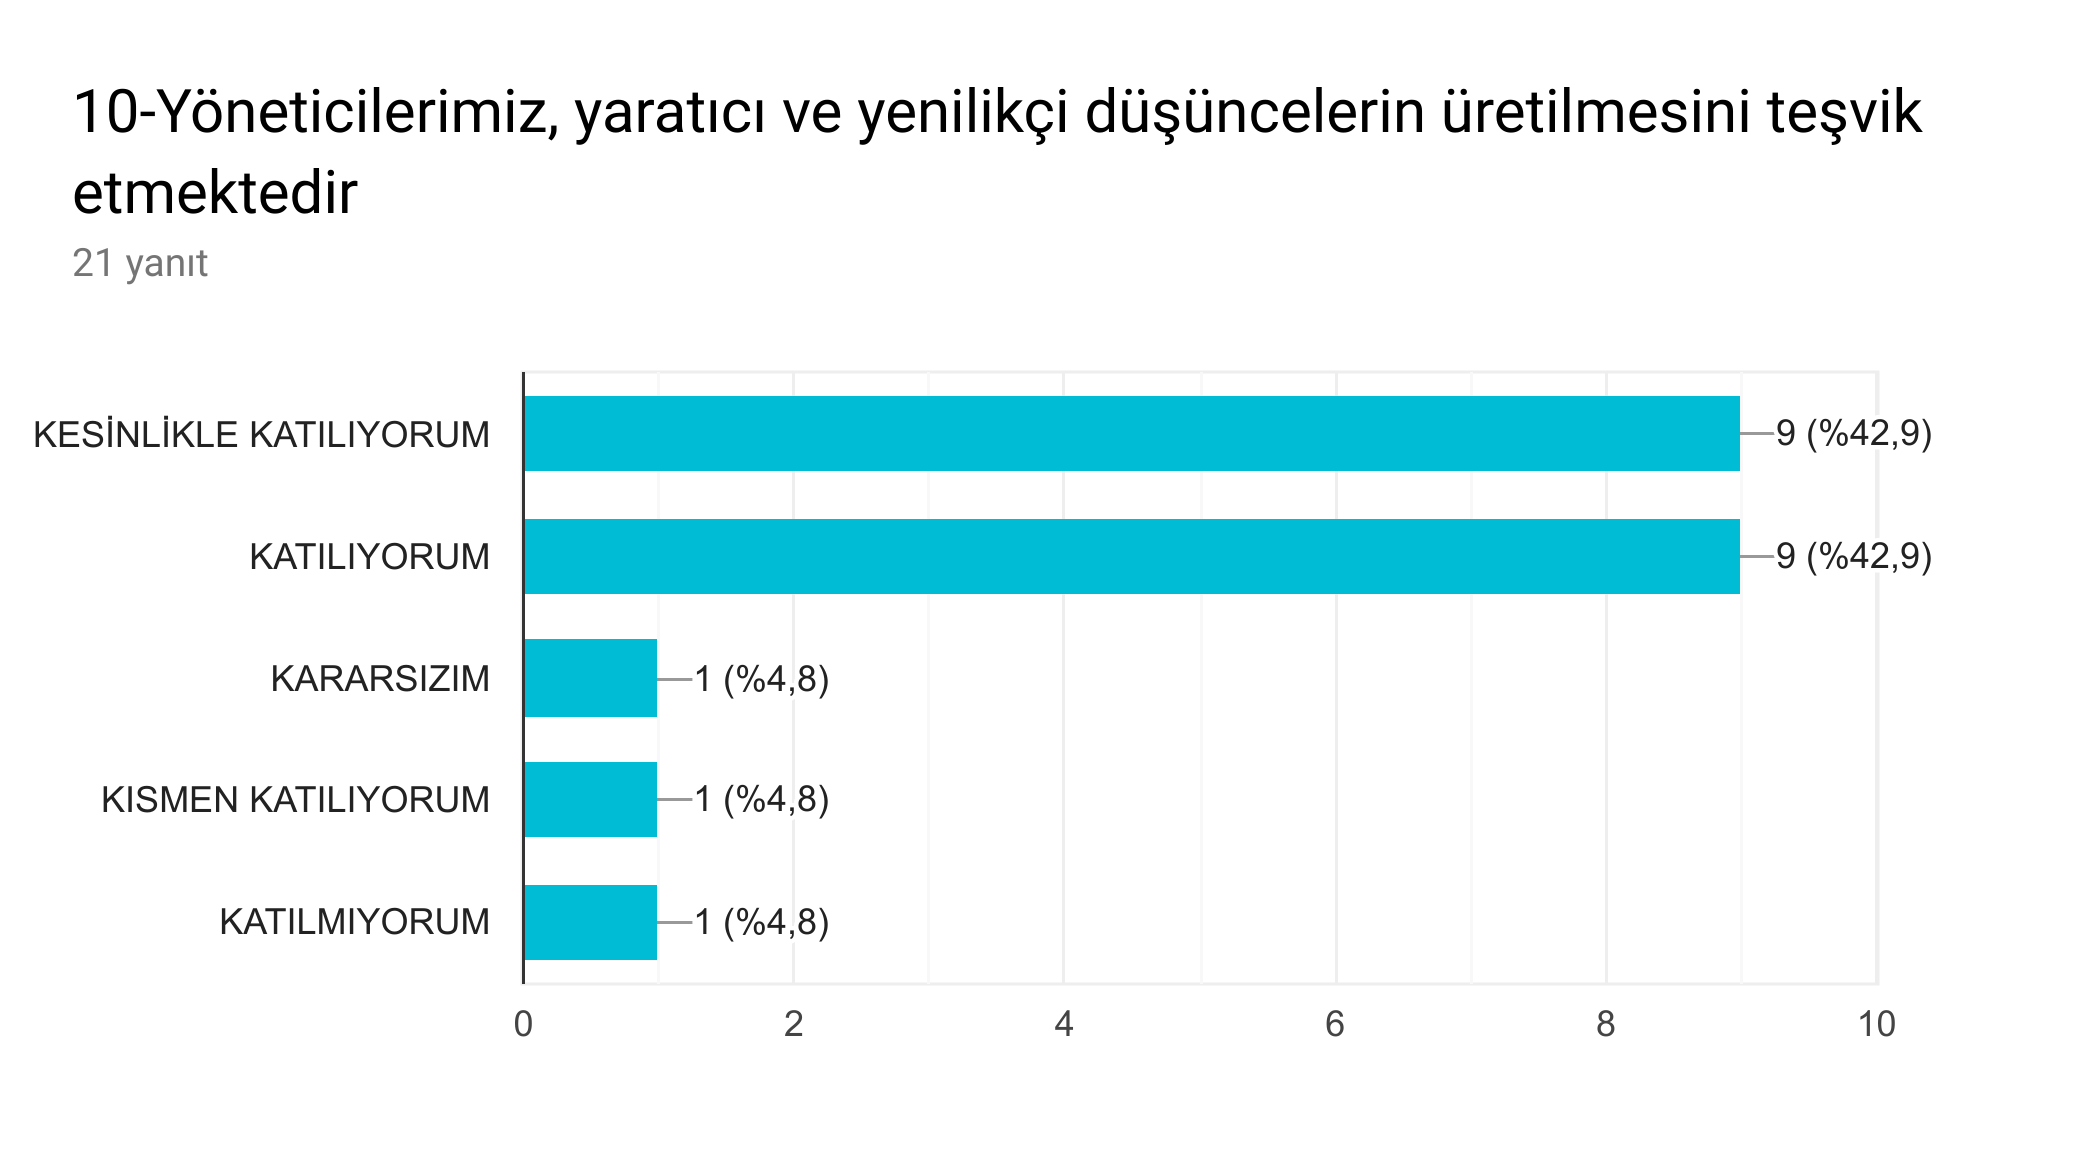 10-Yöneticilerimiz, yaratıcı ve yenilikçi düşüncelerin üretilmesini teşvik
etmektedir
21 yanıt
KESİNLİKLE KATILIYORUM 9 (%42,9)
KATILIYORUM 9 (%42,9)
KARARSIZIM 1 (%4,8)
KISMEN KATILIYORUM 1 (%4,8)
KATILMIYORUM 1 (%4,8)
0 2 4 6 8 10